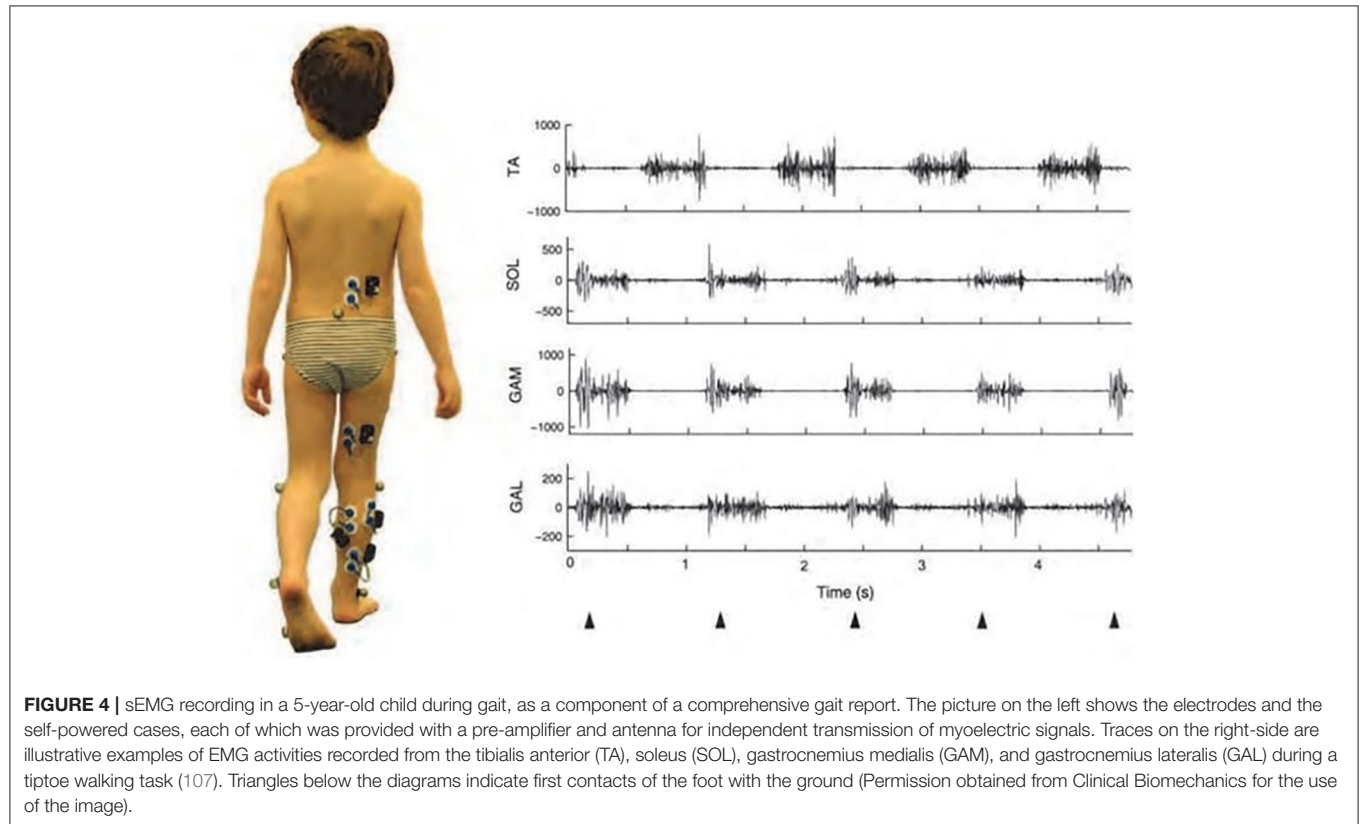 1000
0
−1000
TA
500
0
−500
SOL
1000
0
−1000
GAM
200
0
−200
GAL
0 1 2 3 4
Time (s)
FIGURE 4 | sEMG recording in a 5-year-old child during gait, as a component of a comprehensive gait report. The picture on the left shows the electrodes and the
self-powered cases, each of which was provided with a pre-amplifier and antenna for independent transmission of myoelectric signals. Traces on the right-side are
illustrative examples of EMG activities recorded from the tibialis anterior (TA), soleus (SOL), gastrocnemius medialis (GAM), and gastrocnemius lateralis (GAL) during a
tiptoe walking task (107). Triangles below the diagrams indicate first contacts of the foot with the ground (Permission obtained from Clinical Biomechanics for the use
of the image).